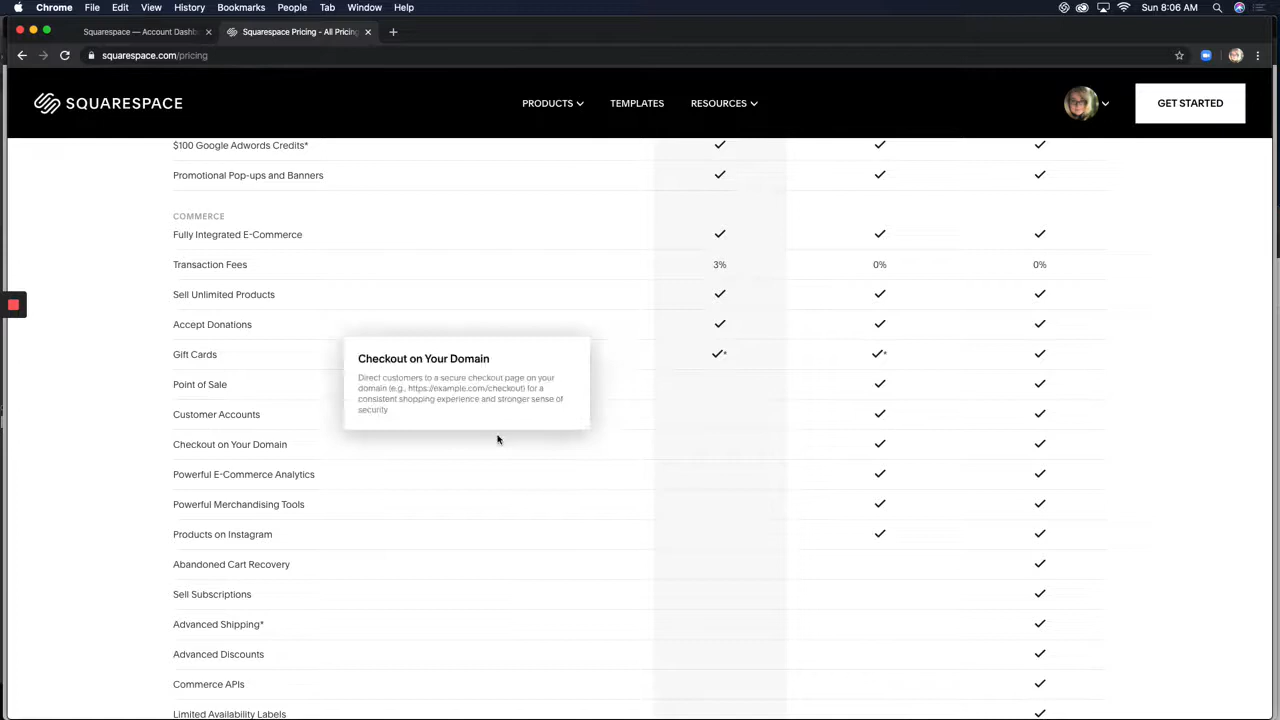 Chrome File Edit View History Bookmarks People Tab Window Help Sun 8:06 AM
Squarespace — Account Dashb Squarespace Pricing - All Pricing
squarespace.com/pricing
SQUARESPACE PRODUCTS TEMPLATES RESOURCES GET STARTED
$100 Google Adwords Credits*
Promotional Pop-ups and Banners
COMMERCE
Fully Integrated E-Commerce
Transaction Fees 3% 0% 0%
Sell Unlimited Products
Accept Donations
Gift Cards * *
Checkout on Your Domain
Direct customers to a secure checkout page on your
domain (e.g., https://example.com/checkout) for a
consistent shopping experience and stronger sense of
security
Point of Sale
Customer Accounts
Checkout on Your Domain
Powerful E-Commerce Analytics
Powerful Merchandising Tools
Products on Instagram
Abandoned Cart Recovery
Sell Subscriptions
Advanced Shipping*
Advanced Discounts
Commerce APIs
Limited Availability Labels